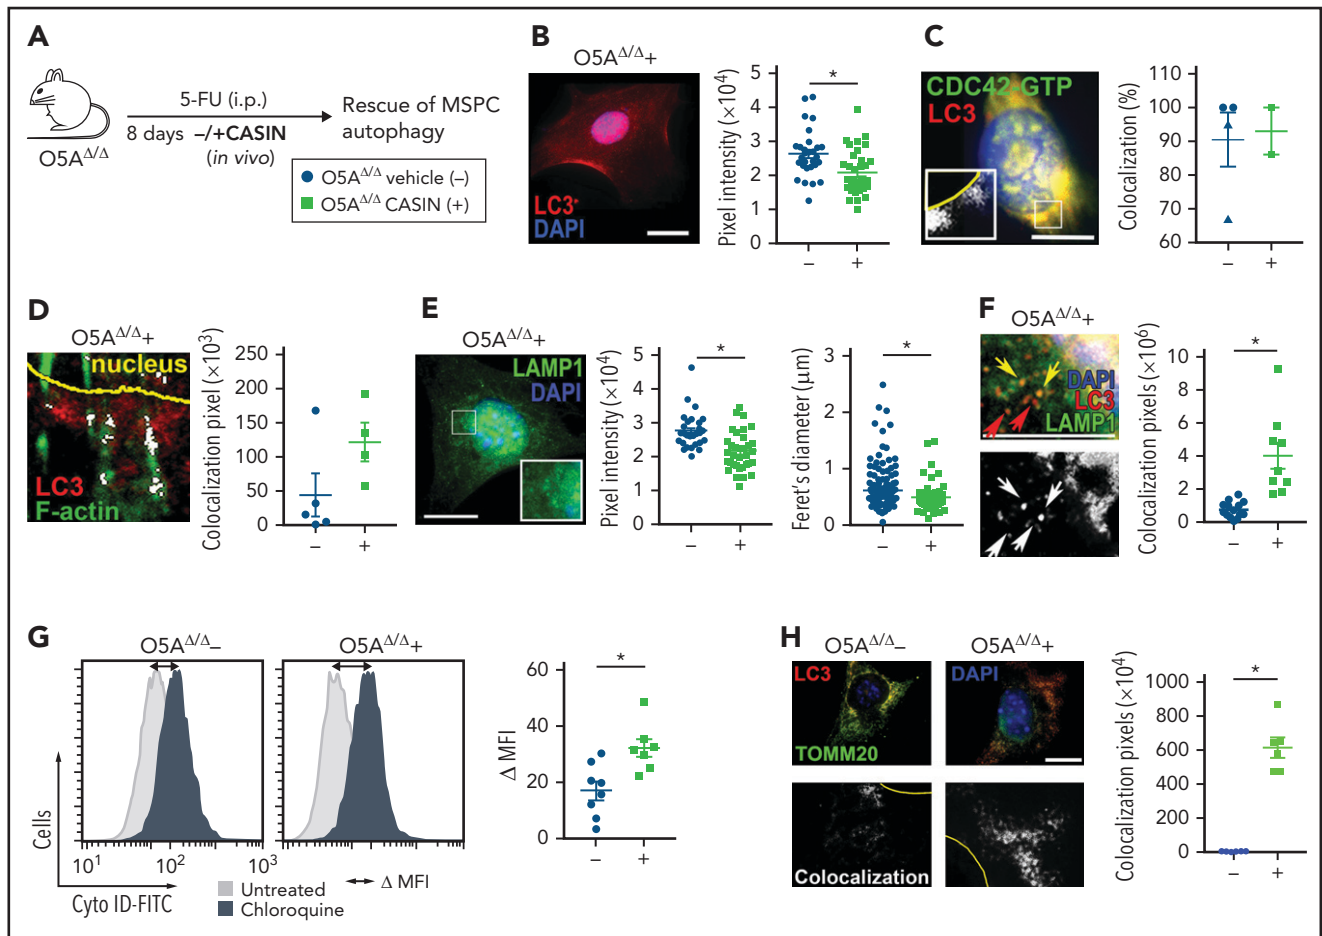 A
5-FU (i.p.)
8 days –/+CASIN
(in vivo)
Rescue of MSPC
autophagy
O5AΔ/Δ
O5AΔ/Δ vehicle (–)
O5AΔ/Δ CASIN (+)
B
O5AΔ/Δ+
LC3+
DAPI
Pixel intensity (×10⁴)
5
4
3
2
1
0
*
– +
C
CDC42-GTP
LC3
Colocalization (%)
110
100
90
80
70
60
– +
D
O5AΔ/Δ+
nucleus
LC3
F-actin
Colocalization pixel (×10³)
250
200
150
100
50
0
– +
E
O5AΔ/Δ+
LAMP1
DAPI
Pixel intensity (×10⁴)
5
4
3
2
1
0
*
– +
Feret's diameter (μm)
3
2
1
0
*
– +
F
O5AΔ/Δ+
DAPI
LC3
LAMP1
Colocalization pixels (×10⁶)
10
8
6
4
2
0
*
– +
G
O5AΔ/Δ–
O5AΔ/Δ+
Cells
10¹ 10² 10³
Cyto ID-FITC
Untreated
Chloroquine
Δ MFI
Δ MFI
60
40
20
0
*
– +
H
O5AΔ/Δ–
O5AΔ/Δ+
LC3
TOMM20
DAPI
Colocalization
Colocalization pixels (×10⁴)
1000
800
600
400
200
0
*
– +